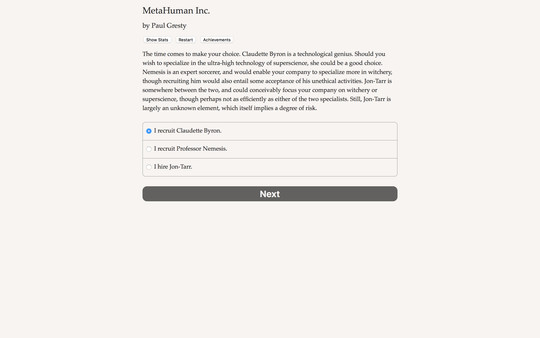 MetaHuman Inc.
by Paul Gresty
Show Stats Restart Achievements
The time comes to make your choice. Claudette Byron is a technological genius. Should you
wish to specialize in the ultra-high technology of superscience, she could be a good choice.
Nemesis is an expert sorcerer, and would enable your company to specialize more in witchery,
though recruiting him would also entail some acceptance of his unethical activities. Jon-Tarr is
somewhere between the two, and could conceivably focus your company on witchery or
superscience, though perhaps not as efficiently as either of the two specialists. Still, Jon-Tarr is
largely an unknown element, which itself implies a degree of risk.
I recruit Claudette Byron.
I recruit Professor Nemesis.
I hire Jon-Tarr.
Next